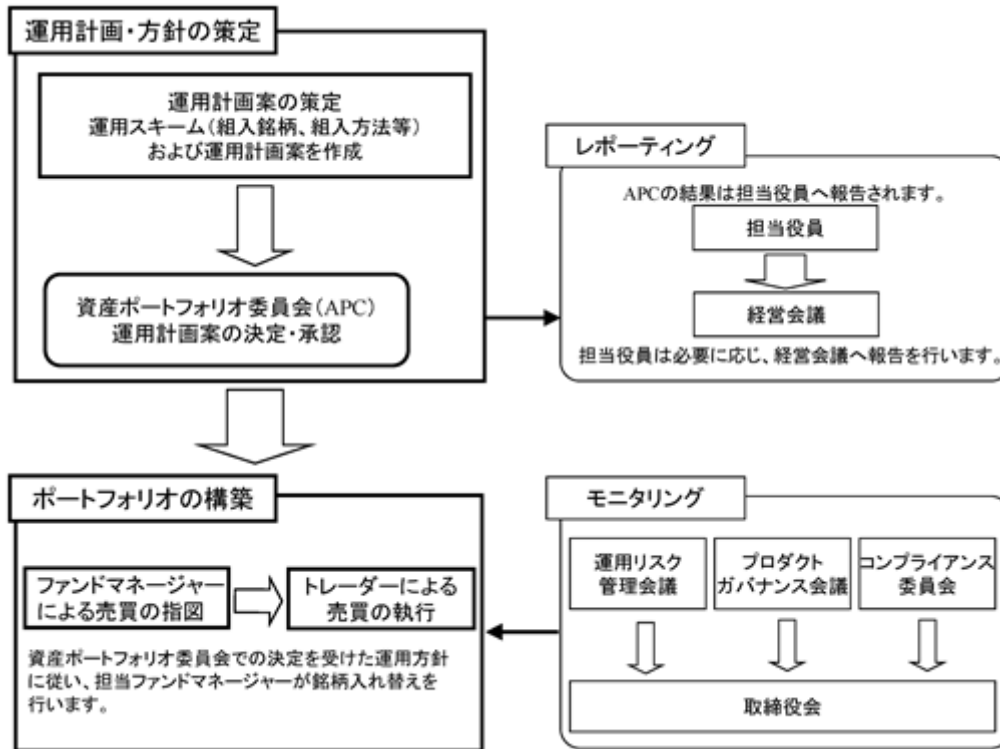 運用計画・方針の策定
運用計画案の策定
運用スキーム(組入銘柄、組入方法等)
および運用計画案を作成
資産ポートフォリオ委員会(APC)
運用計画案の決定・承認
レポーティング
APCの結果は担当役員へ報告されます。
担当役員
経営会議
担当役員は必要に応じ、経営会議へ報告を行います。
ポートフォリオの構築
ファンドマネージャー
による売買の指図
トレーダーによる
売買の執行
資産ポートフォリオ委員会での決定を受けた運用方針
に従い、担当ファンドマネージャーが銘柄入れ替えを
行います。
モニタリング
運用リスク
管理会議
プロダクト
ガバナンス会議
コンプライアンス
委員会
取締役会